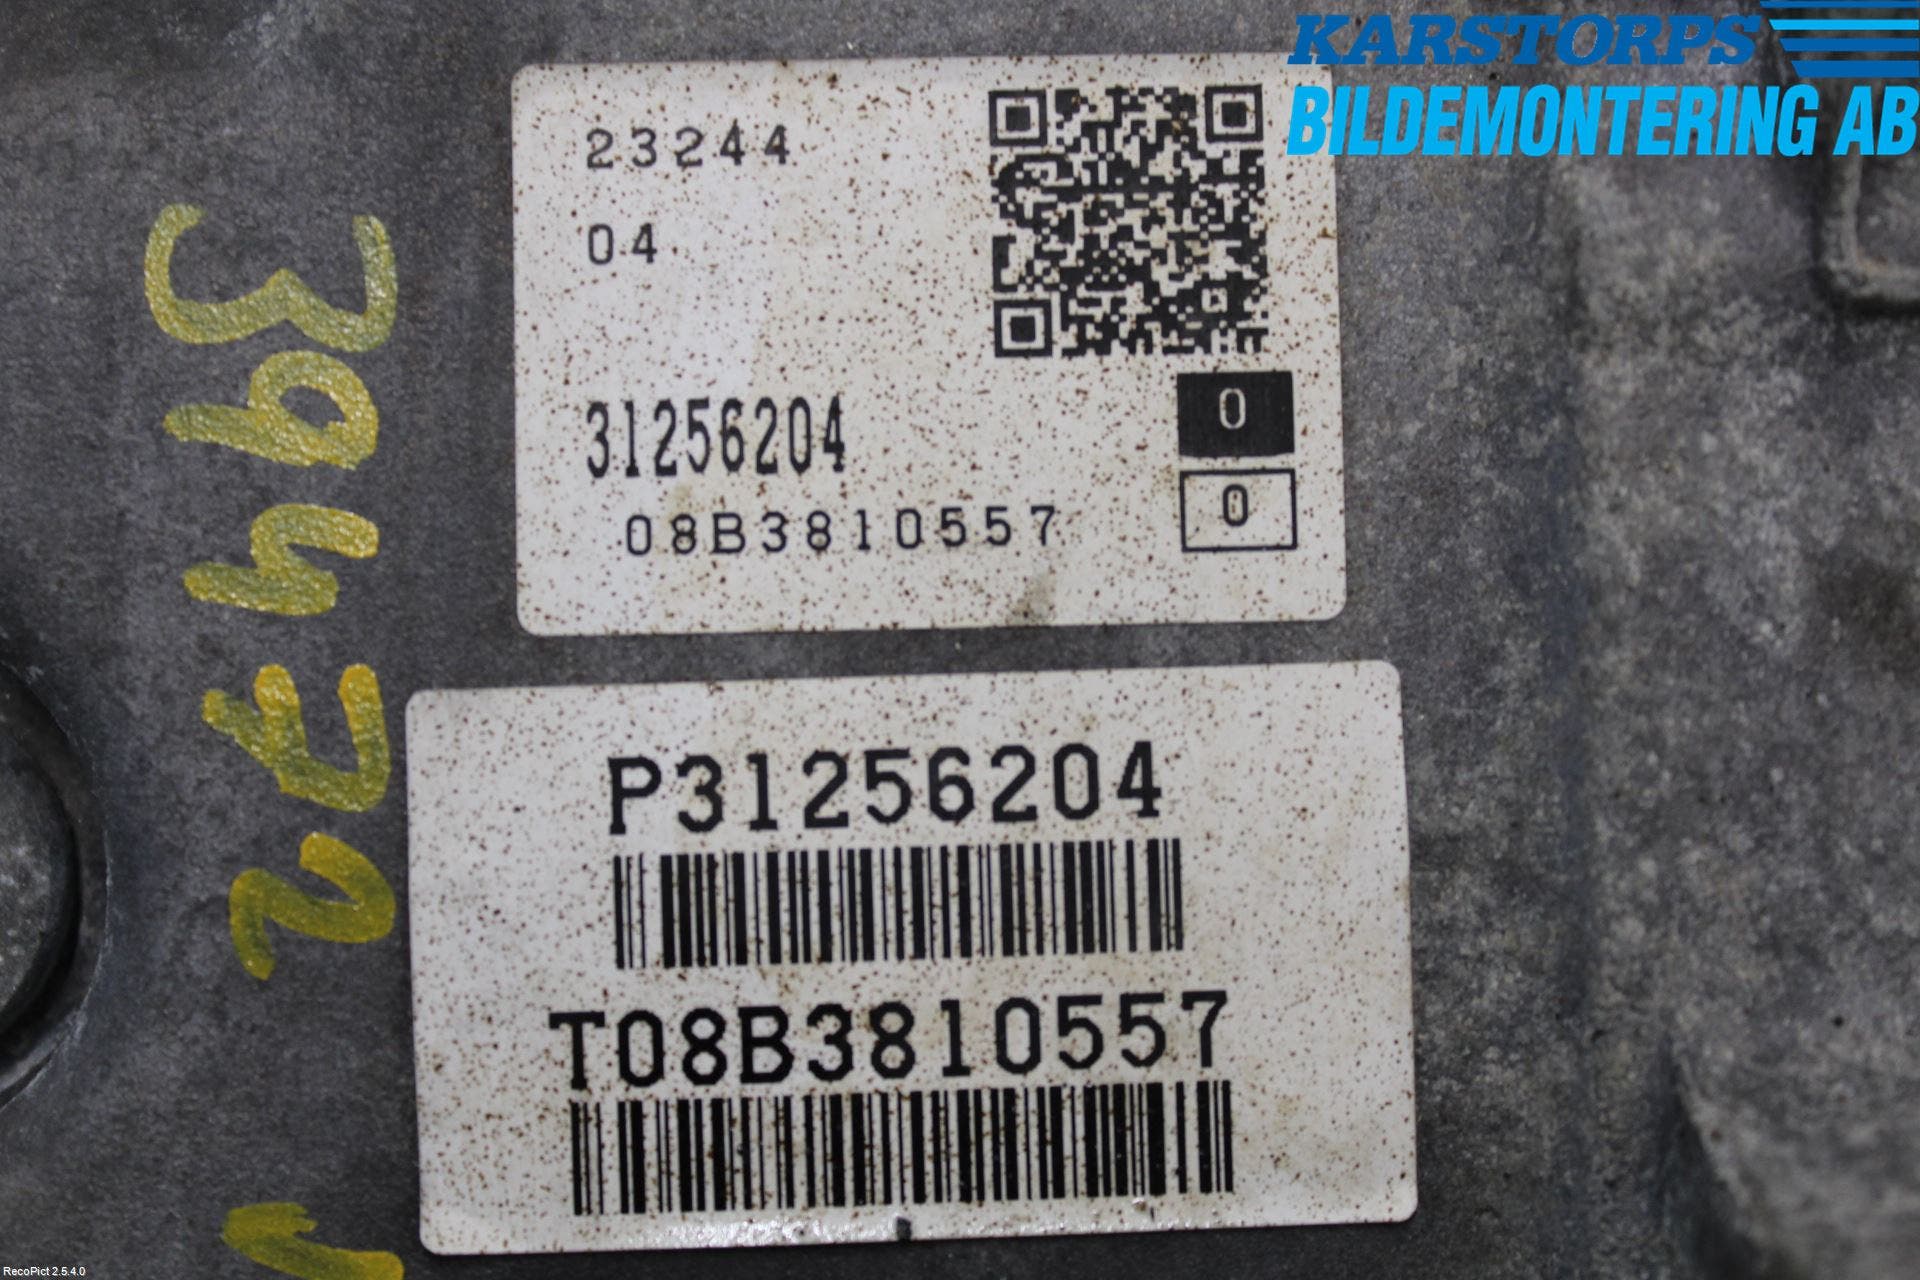 KARSTORPS
BILDEMONTERING AB
23244
04
31256204
0
08B3810557
0
P31256204
T08B3810557
RecoPict 2.5.4.0